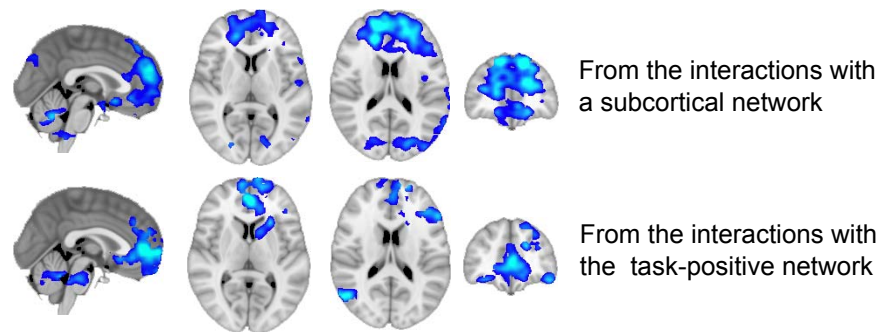 From the interactions with
a subcortical network
From the interactions with
the task-positive network